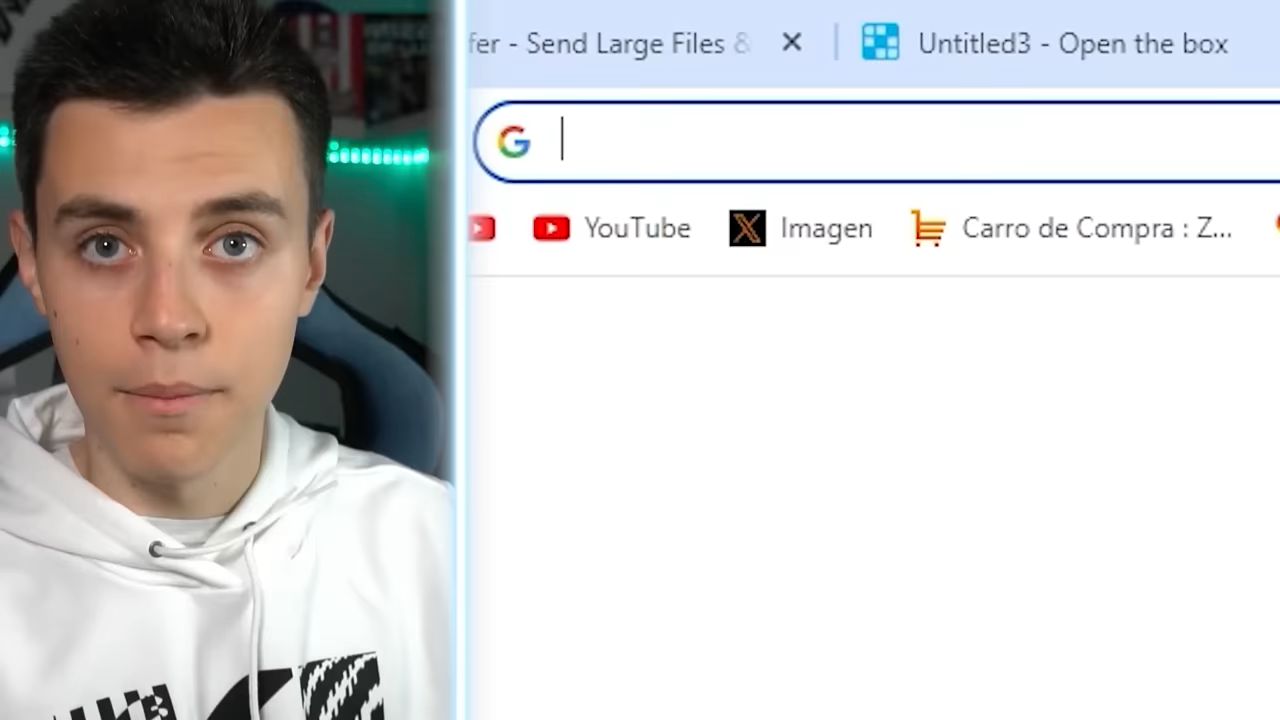 fer - Send Large Files &
Untitled3 - Open the box
YouTube
Imagen
Carro de Compra : Z...